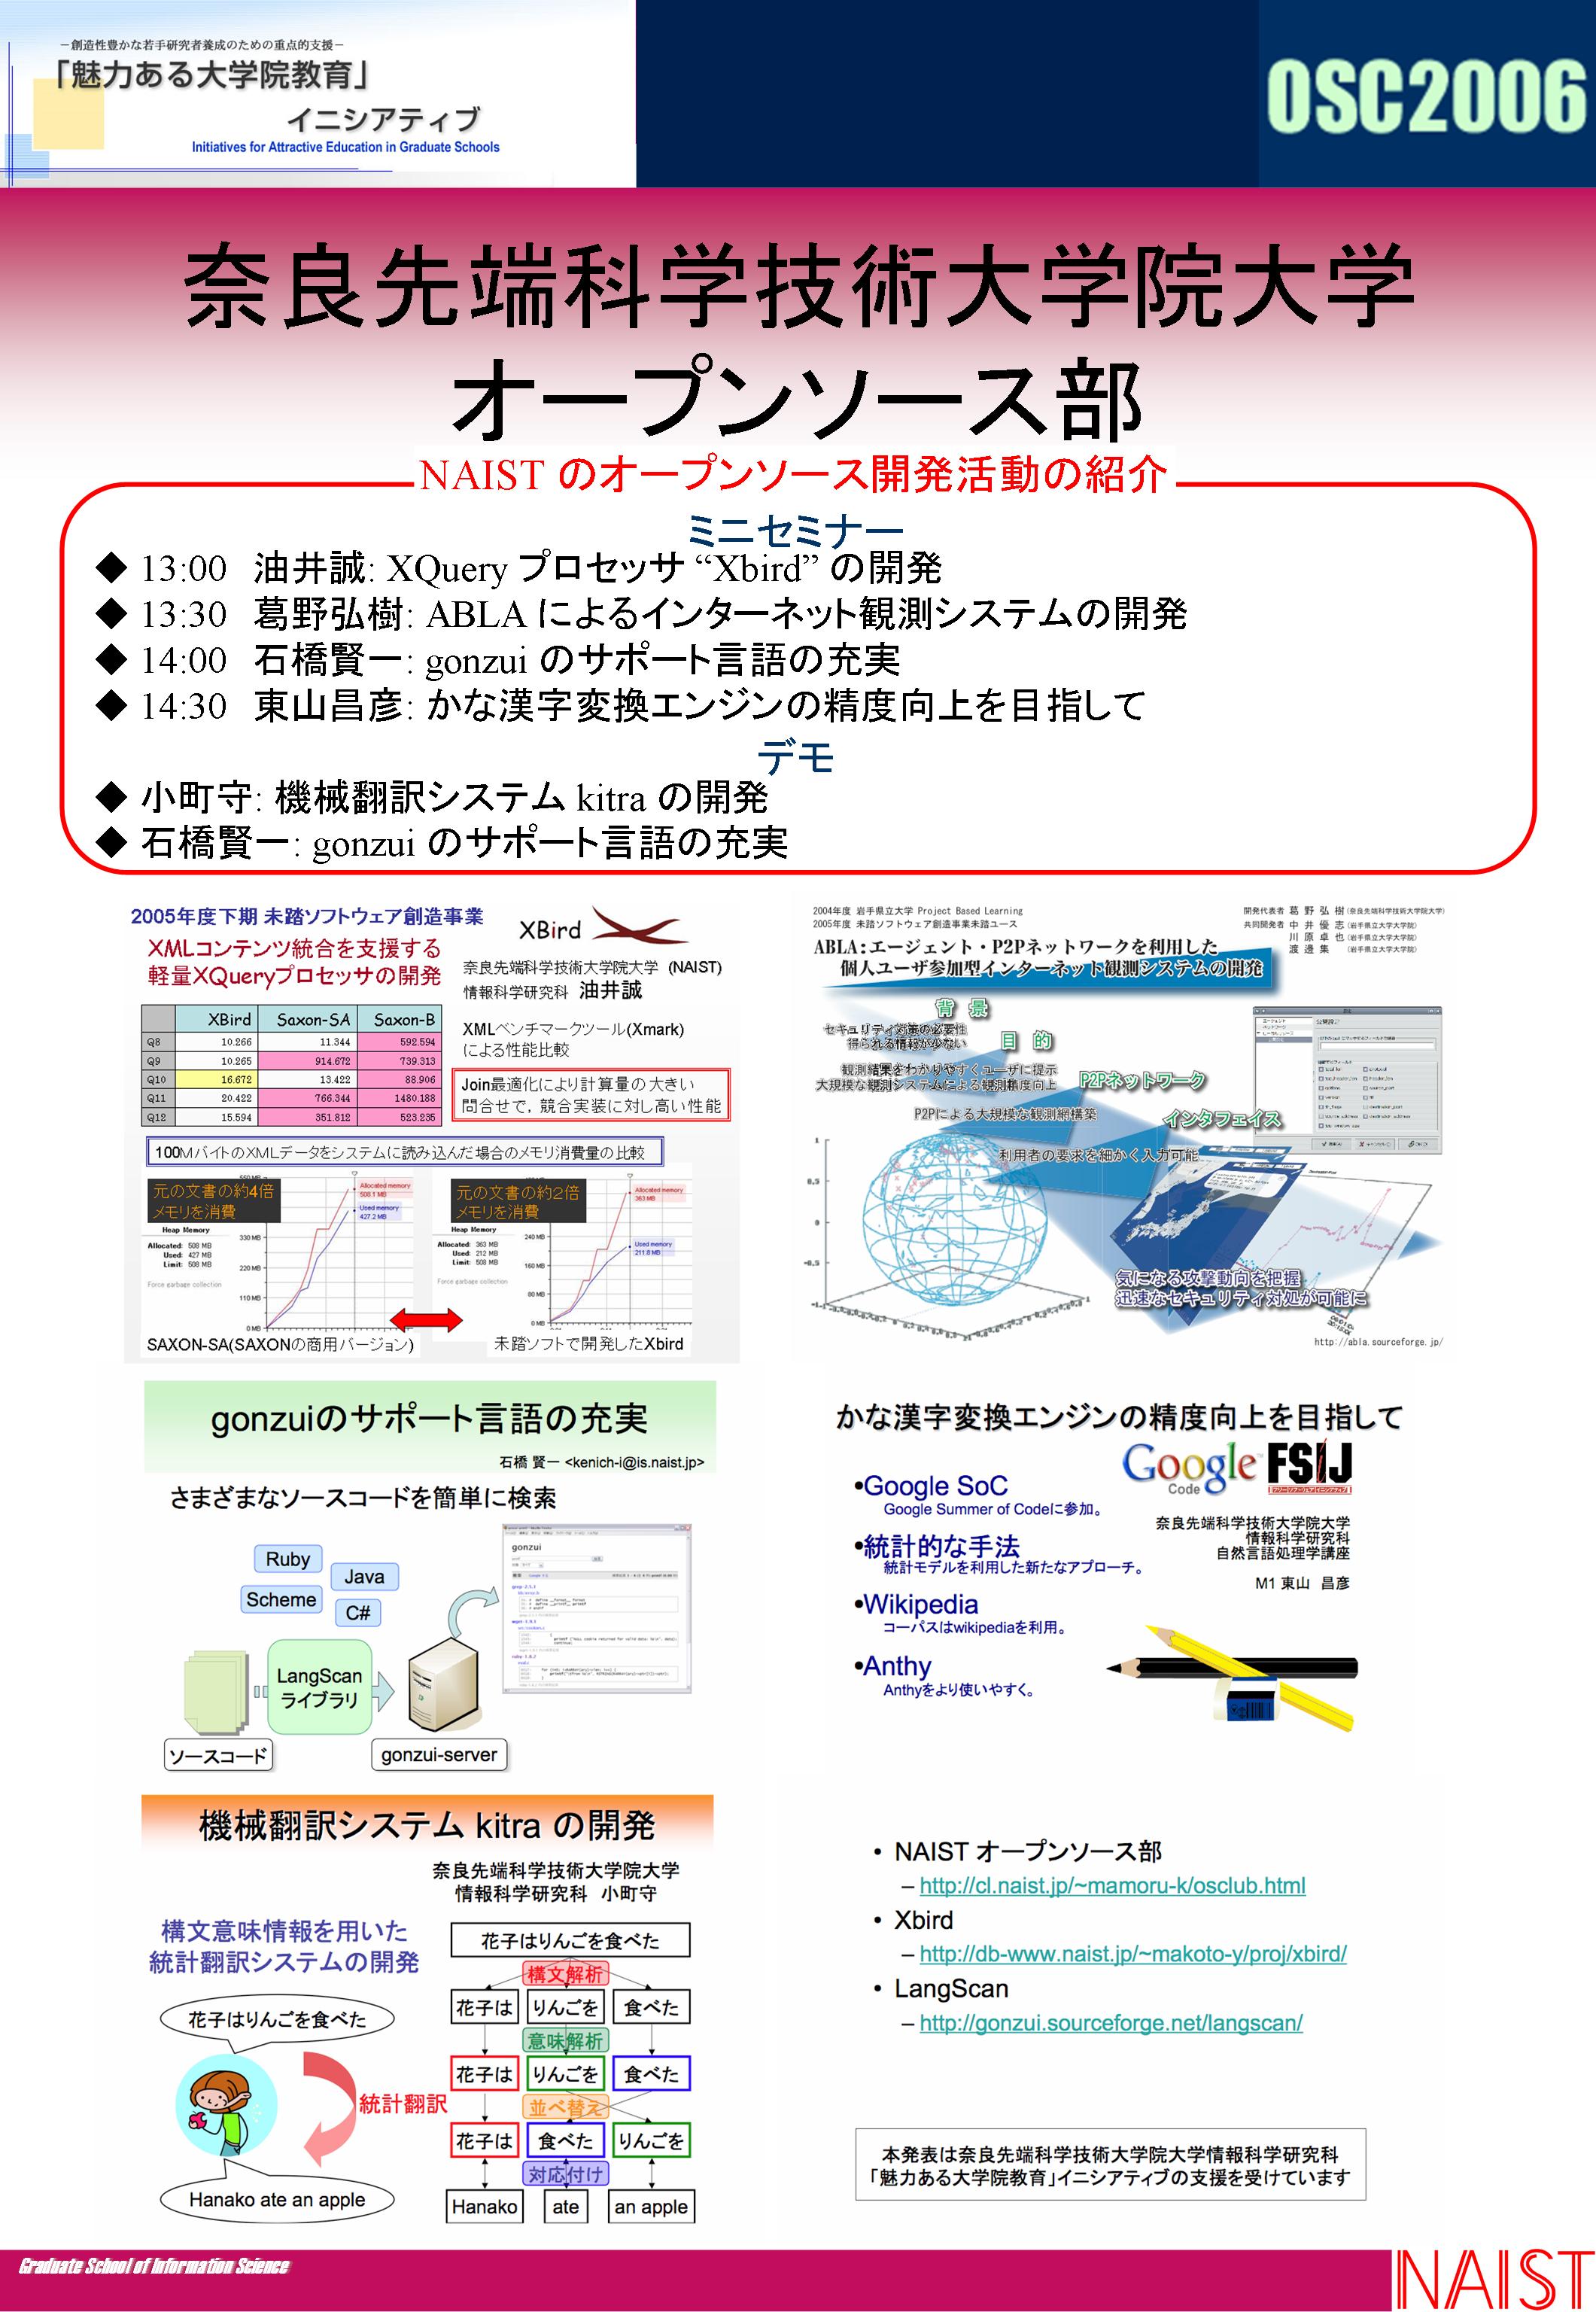 －創造性豊かな若手研究者養成のための重点的支援－
「魅力ある大学院教育」
イニシアティブ
Initiatives for Attractive Education in Graduate Schools
OSC2006
奈良先端科学技術大学院大学
オープンソース部
NAIST のオープンソース開発活動の紹介
ミニセミナー
◆ 13:00 油井誠: XQuery プロセッサ “Xbird” の開発
◆ 13:30 葛野弘樹: ABLA によるインターネット観測システムの開発
◆ 14:00 石橋賢一: gonzui のサポート言語の充実
◆ 14:30 東山昌彦: かな漢字変換エンジンの精度向上を目指して
デモ
◆ 小町守: 機械翻訳システム kitra の開発
◆ 石橋賢一: gonzui のサポート言語の充実
2005年度下期 未踏ソフトウェア創造事業
XMLコンテンツ統合を支援する
軽量XQueryプロセッサの開発
XBird
奈良先端科学技術大学院大学 (NAIST)
情報科学研究科 油井誠
XBird Saxon-SA Saxon-B
Q8 10.266 11.344 592.594
Q9 10.265 914.672 739.313
Q10 16.672 13.422 88.906
Q11 20.422 766.344 1480.188
Q12 15.594 351.812 523.235
XMLベンチマークツール(Xmark)
による性能比較
Join最適化により計算量の大きい
問合せで，競合実装に対し高い性能
100MバイトのXMLデータをシステムに読み込んだ場合のメモリ消費量の比較
元の文書の約4倍
メモリを消費
Heap Memory
Allocated: 508 MB
Used: 427 MB
Limit: 508 MB
Force garbage collection
330 MB
220 MB
110 MB
0 MB
Allocated memory
508.1 MB
Used memory
427.2 MB
SAXON-SA(SAXONの商用バージョン)
元の文書の約2倍
メモリを消費
Heap Memory
Allocated: 363 MB
Used: 212 MB
Limit: 508 MB
Force garbage collection
240 MB
160 MB
80 MB
0 MB
Allocated memory
363 MB
Used memory
211.8 MB
未踏ソフトで開発したXbird
2004年度 岩手県立大学 Project Based Learning
2005年度 未踏ソフトウェア創造事業未踏ユース
開発代表者 葛野弘樹(奈良先端科学技術大学院大学)
共同開発者 中井優志(岩手県立大学大学院)
川原卓也(岩手県立大学大学院)
渡邊集(岩手県立大学大学院)
ABLA:エージェント・P2Pネットワークを利用した
個人ユーザ参加型インターネット観測システムの開発
背景
セキュリティ対策の必要性
得られる情報が少ない
目的
観測結果をわかりやすくユーザに提示
大規模な観測システムによる観測精度向上
P2Pネットワーク
P2Pによる大規模な観測網構築
インタフェイス
利用者の要求を細かく入力可能
1
0.5
0
-0.5
-1
気になる攻撃動向を把握
迅速なセキュリティ対処が可能に
http://abla.sourceforge.jp/
gonzuiのサポート言語の充実
石橋 賢一 <kenich-i@is.naist.jp>
さまざまなソースコードを簡単に検索
Ruby
Java
Scheme
C#
LangScan
ライブラリ
ソースコード
gonzui-server
gonzui
かな漢字変換エンジンの精度向上を目指して
Google
Code
FSIJ
フリーソフトウェアイニシアティブ
•Google SoC
Google Summer of Codeに参加。
奈良先端科学技術大学院大学
情報科学研究科
自然言語処理学講座
M1 東山 昌彦
•統計的な手法
統計モデルを利用した新たなアプローチ。
•Wikipedia
コーパスはwikipediaを利用。
•Anthy
Anthyをより使いやすく。
機械翻訳システム kitra の開発
奈良先端科学技術大学院大学
情報科学研究科 小町守
構文意味情報を用いた
統計翻訳システムの開発
花子はりんごを食べた
統計翻訳
Hanako ate an apple
花子はりんごを食べた
構文解析
花子は りんごを 食べた
意味解析
花子は りんごを 食べた
並べ替え
花子は 食べた りんごを
対応付け
Hanako ate an apple
• NAIST オープンソース部
– http://cl.naist.jp/~mamoru-k/osclub.html
• Xbird
– http://db-www.naist.jp/~makoto-y/proj/xbird/
• LangScan
– http://gonzui.sourceforge.net/langscan/
本発表は奈良先端科学技術大学院大学情報科学研究科
「魅力ある大学院教育」イニシアティブの支援を受けています
Graduate School of Information Science
NAIST